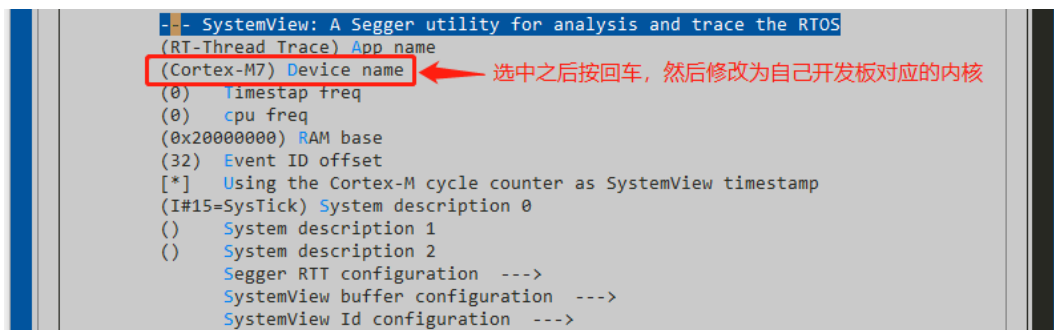 --- SystemView: A Segger utility for analysis and trace the RTOS
(RT-Thread Trace) App name
(Cortex-M7) Device name 选中之后按回车，然后修改为自己开发板对应的内核
(0) Timestap freq
(0) cpu freq
(0x20000000) RAM base
(32) Event ID offset
[*] Using the Cortex-M cycle counter as SystemView timestamp
(I#15=SysTick) System description 0
() System description 1
() System description 2
Segger RTT configuration --->
SystemView buffer configuration --->
SystemView Id configuration --->